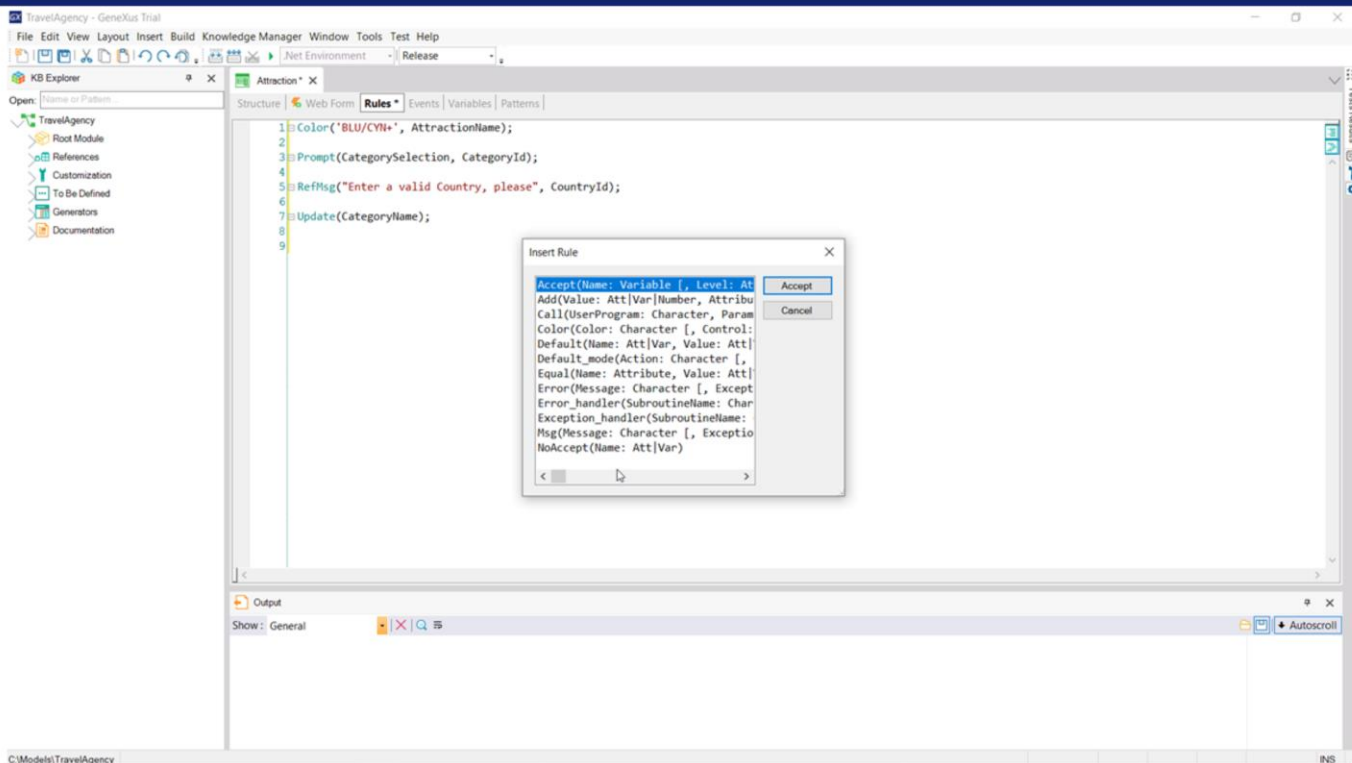 GX TravelAgency - GeneXus Trial
File Edit View Layout Insert Build Knowledge Manager Window Tools Test Help
.Net Environment Release
KB Explorer
Attraction *
Open: Name or Pattern...
Structure Web Form Rules * Events Variables Patterns
TravelAgency
Root Module
References
Customization
To Be Defined
Generators
Documentation
1 Color('BLU/CYN+', AttractionName);
2
3 Prompt(CategorySelection, CategoryId);
4
5 RefMsg("Enter a valid Country, please", CountryId);
6
7 Update(CategoryName);
8
9
Insert Rule
Accept(Name: Variable [, Level: At
Add(Value: Att|Var|Number, Attribu
Call(UserProgram: Character, Param
Color(Color: Character [, Control:
Default(Name: Att|Var, Value: Att|
Default_mode(Action: Character [,
Equal(Name: Attribute, Value: Att|
Error(Message: Character [, Except
Error_handler(SubroutineName: Char
Exception_handler(SubroutineName:
Msg(Message: Character [, Exceptio
NoAccept(Name: Att|Var)
Accept
Cancel
Output
Show: General
Autoscroll
C:\Models\TravelAgency
INS